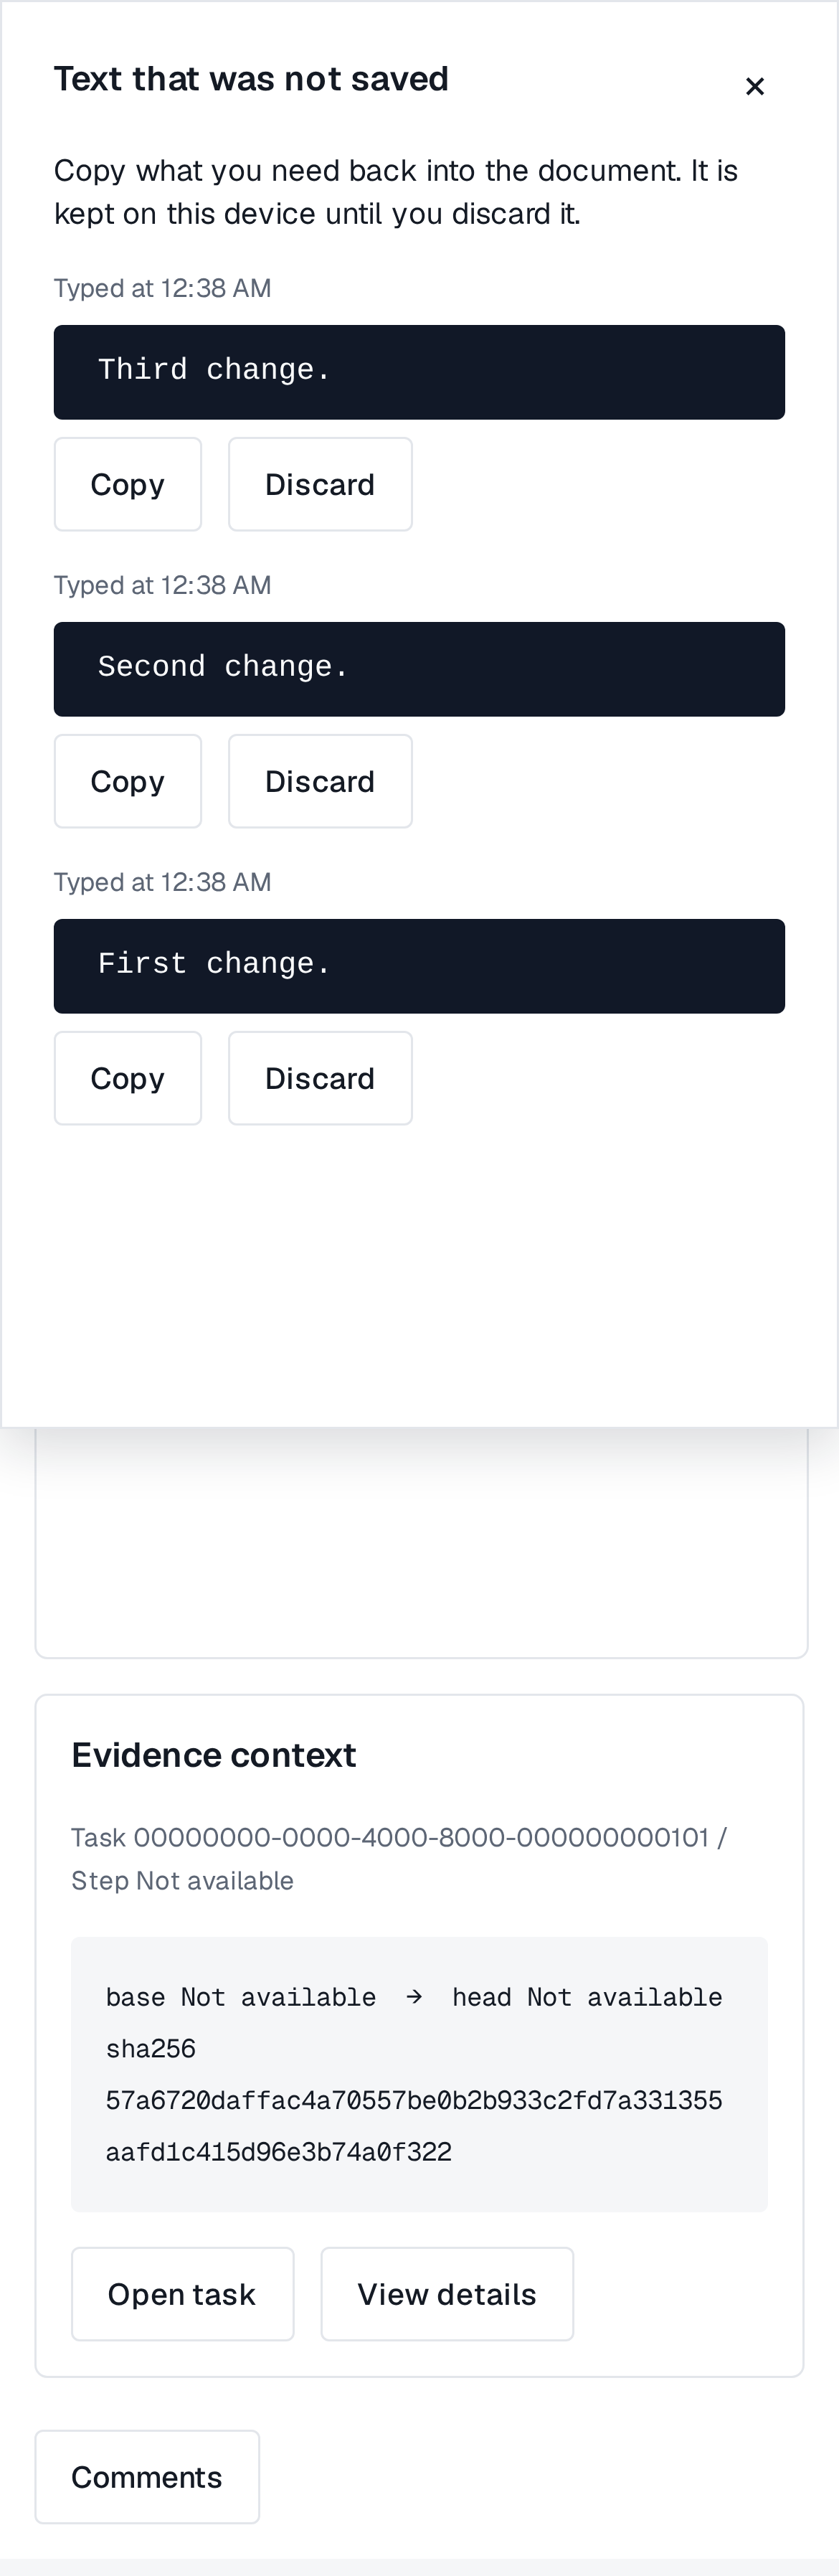 Text that was not saved
×
Copy what you need back into the document. It is
kept on this device until you discard it.
Typed at 12:38 AM
Third change.
Copy Discard
Typed at 12:38 AM
Second change.
Copy Discard
Typed at 12:38 AM
First change.
Copy Discard
Evidence context
Task 00000000-0000-4000-8000-000000000101 /
Step Not available
base Not available → head Not available
sha256
57a6720daffac4a70557be0b2b933c2fd7a331355
aafd1c415d96e3b74a0f322
Open task View details
Comments